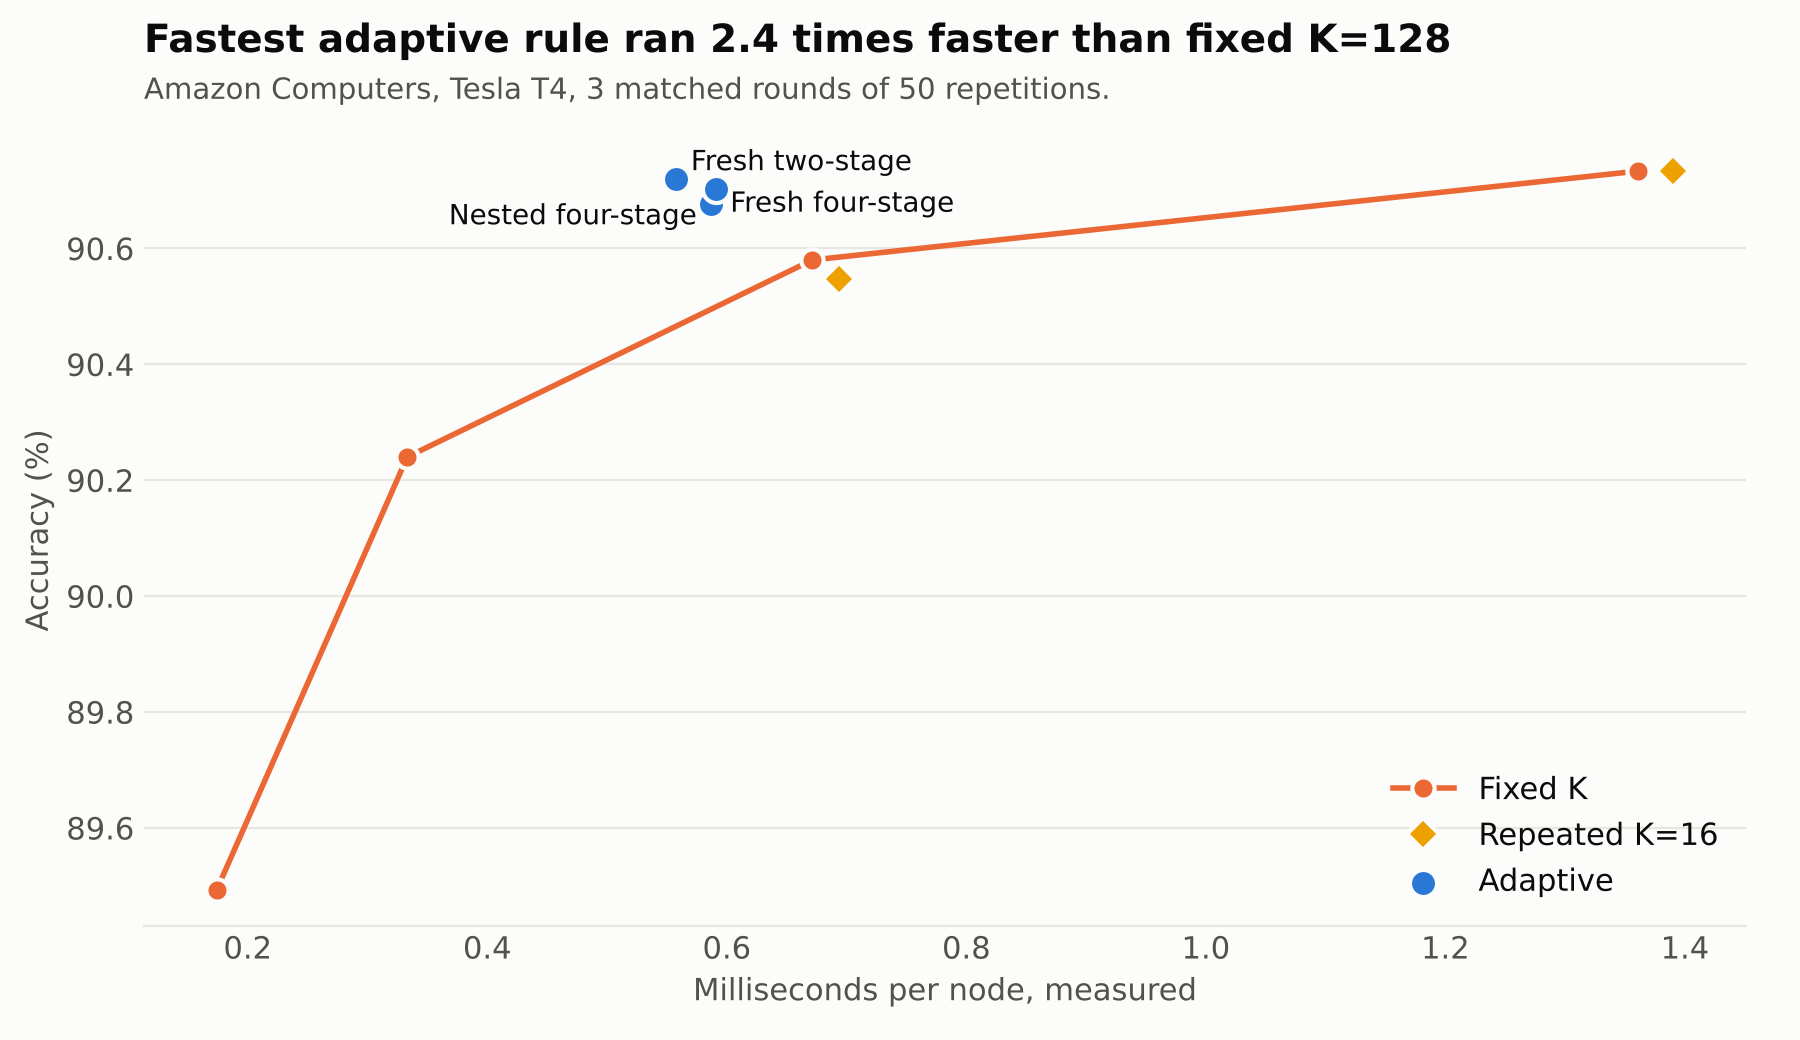 Fastest adaptive rule ran 2.4 times faster than fixed K=128
Amazon Computers, Tesla T4, 3 matched rounds of 50 repetitions.
Fresh two-stage
Fresh four-stage
Nested four-stage
90.6
90.4
90.2
90.0
89.8
89.6
Accuracy (%)
Fixed K
Repeated K=16
Adaptive
0.2 0.4 0.6 0.8 1.0 1.2 1.4
Milliseconds per node, measured